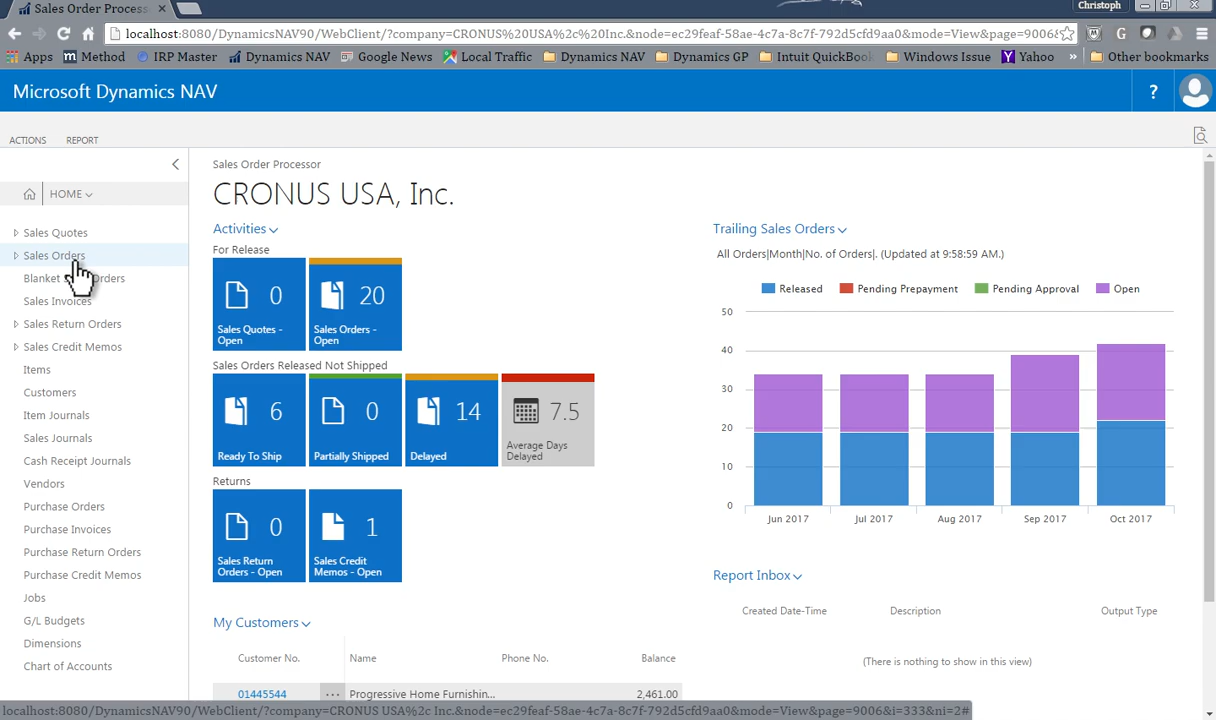 Sales Order Process
Christoph
localhost:8080/DynamicsNAV90/WebClient/?company=CRONUS%20USA%2c%20Inc.&node=ec29feaf-58ae-4c7a-8c7f-792d5cfd9aa0&mode=View&page=9006&
Apps Method IRP Master Dynamics NAV Google News Local Traffic Dynamics NAV Dynamics GP Intuit QuickBook Windows Issue Yahoo » Other bookmarks
Microsoft Dynamics NAV ?
ACTIONS REPORT
HOME
Sales Quotes
Sales Orders
Blanket Orders
Sales Invoices
Sales Return Orders
Sales Credit Memos
Items
Customers
Item Journals
Sales Journals
Cash Receipt Journals
Vendors
Purchase Orders
Purchase Invoices
Purchase Return Orders
Purchase Credit Memos
Jobs
G/L Budgets
Dimensions
Chart of Accounts
Sales Order Processor
CRONUS USA, Inc.
Activities
For Release
0
Sales Quotes -
Open
20
Sales Orders -
Open
Sales Orders Released Not Shipped
6
Ready To Ship
0
Partially Shipped
14
Delayed
7.5
Average Days
Delayed
Returns
0
Sales Return
Orders - Open
1
Sales Credit
Memos - Open
My Customers
Customer No. Name Phone No. Balance
01445544 ... Progressive Home Furnishin... 2,461.00
Trailing Sales Orders
All Orders|Month|No. of Orders|. (Updated at 9:58:59 AM.)
Released Pending Prepayment Pending Approval Open
50
40
30
20
10
0
Jun 2017 Jul 2017 Aug 2017 Sep 2017 Oct 2017
Report Inbox
Created Date-Time Description Output Type
(There is nothing to show in this view)
localhost:8080/DynamicsNAV90/WebClient/?company=CRONUS USA%2c Inc.&node=ec29feaf-58ae-4c7a-8c7f-792d5cfd9aa0&mode=View&page=9006&i=333&ni=2#